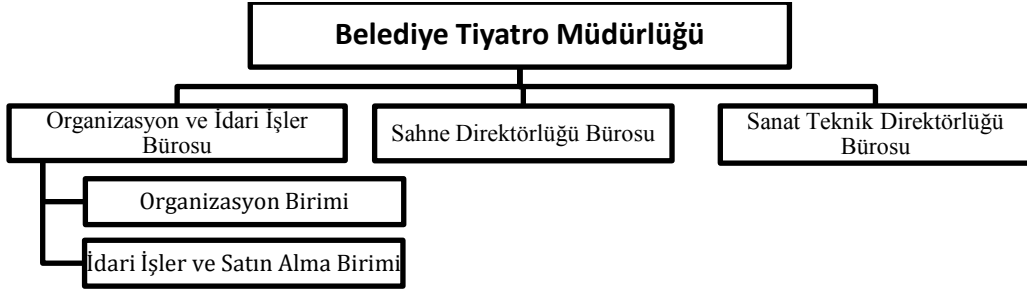 Belediye Tiyatro Müdürlüğü
Organizasyon ve İdari İşler
Bürosu
Sahne Direktörlüğü Bürosu
Sanat Teknik Direktörlüğü
Bürosu
Organizasyon Birimi
İdari İşler ve Satın Alma Birimi